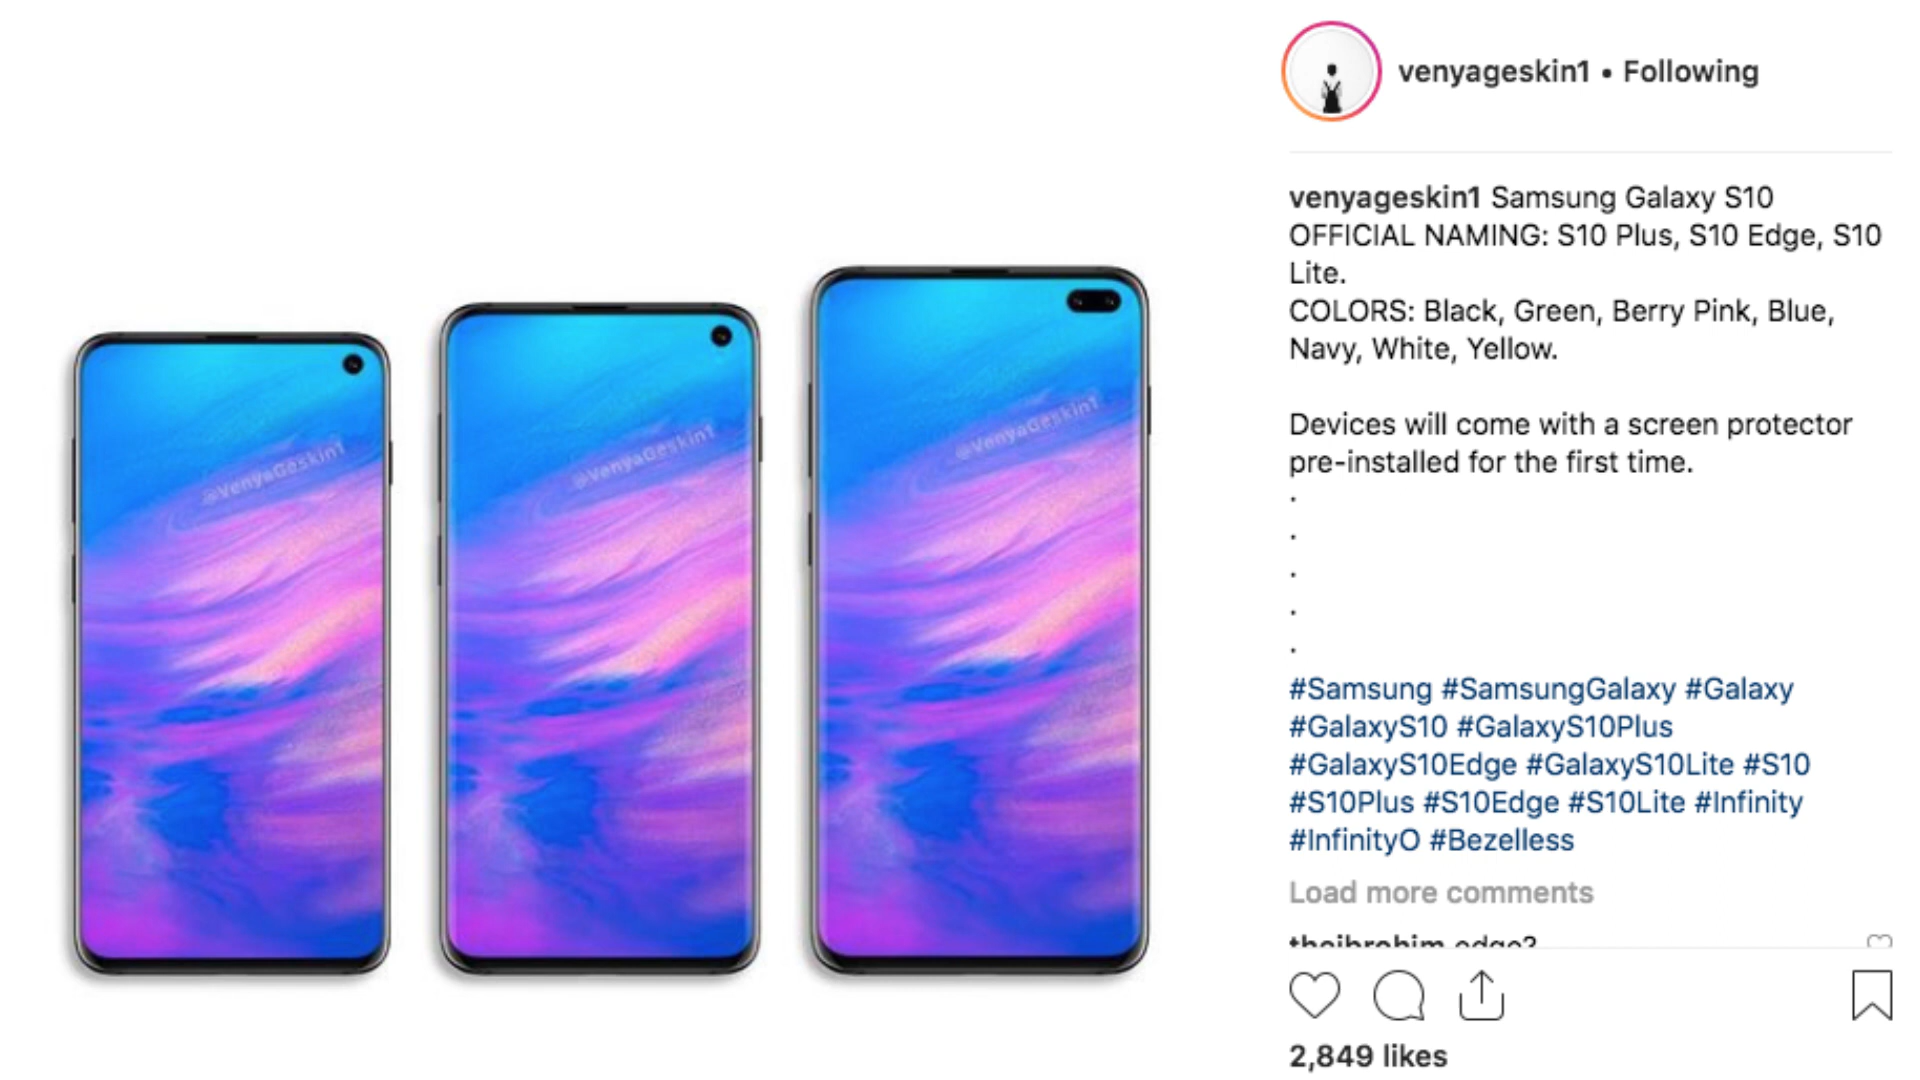 venyageskin1 • Following
venyageskin1 Samsung Galaxy S10
OFFICIAL NAMING: S10 Plus, S10 Edge, S10
Lite.
COLORS: Black, Green, Berry Pink, Blue,
Navy, White, Yellow.
Devices will come with a screen protector
pre-installed for the first time.
.
.
.
.
.
#Samsung #SamsungGalaxy #Galaxy
#GalaxyS10 #GalaxyS10Plus
#GalaxyS10Edge #GalaxyS10Lite #S10
#S10Plus #S10Edge #S10Lite #Infinity
#InfinityO #Bezelless
Load more comments
theibrohim edge?
2,849 likes
@VenyaGeskin1
@VenyaGeskin1
@VenyaGeskin1